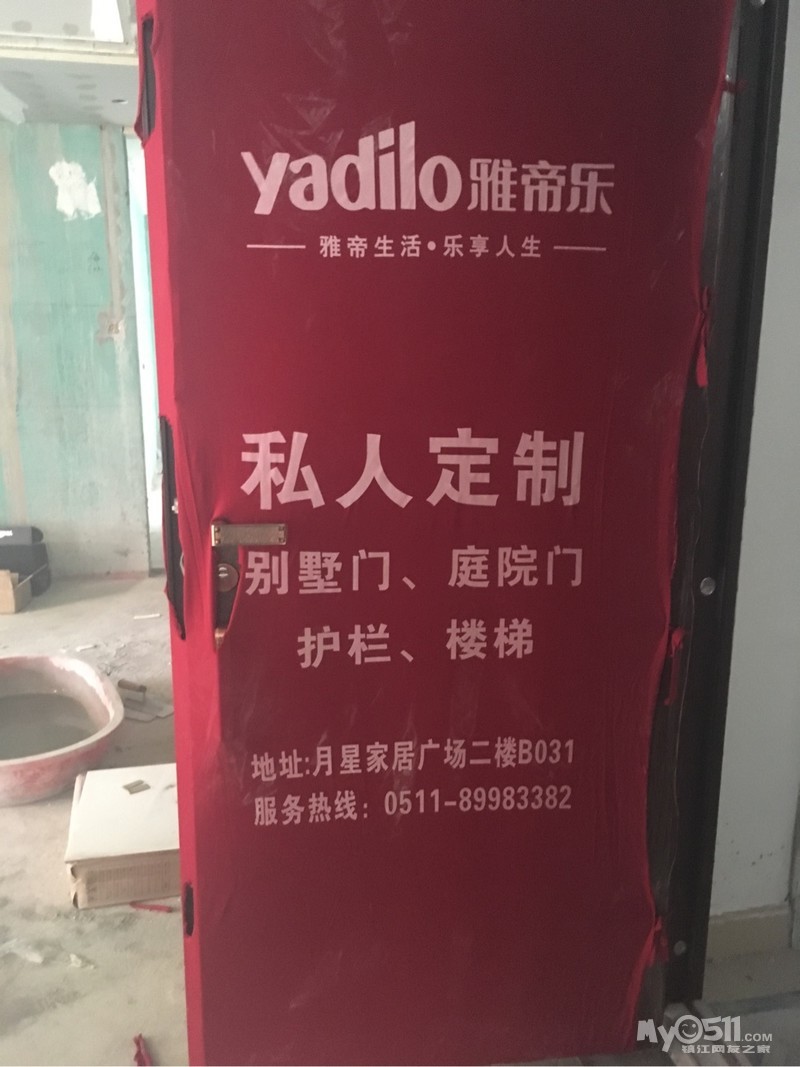 yadilo雅帝乐
雅帝生活•乐享人生
私人定制
别墅门、庭院门
护栏、楼梯
地址:月星家居广场二楼B031
服务热线：0511-89983382
My0511.COM
镇江网友之家